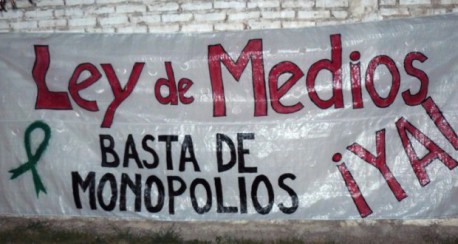 Ley de Medios
BASTA DE
MONOPOLIOS
¡YA!